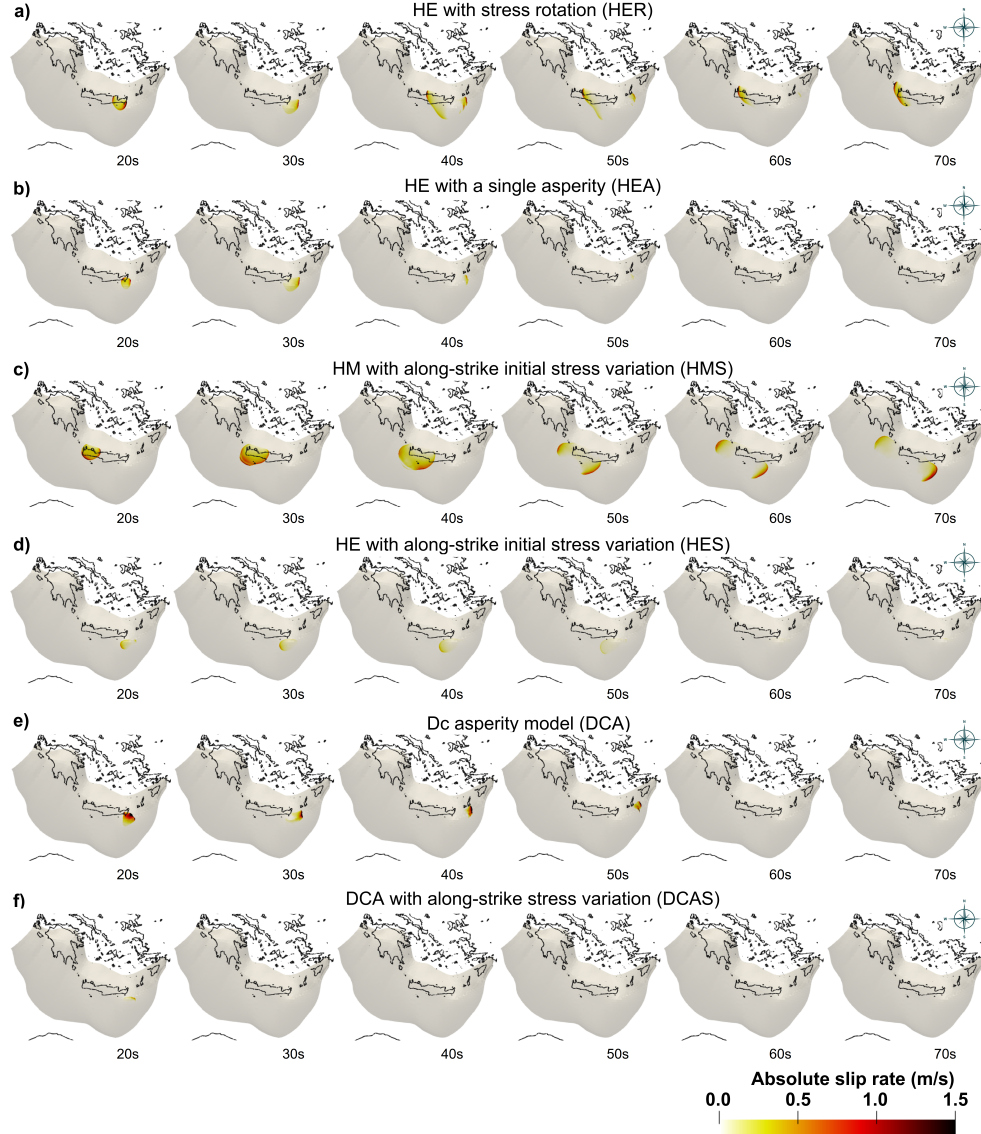 a) HE with stress rotation (HER)
20s 30s 40s 50s 60s 70s
b) HE with a single asperity (HEA)
20s 30s 40s 50s 60s 70s
c) HM with along-strike initial stress variation (HMS)
20s 30s 40s 50s 60s 70s
d) HE with along-strike initial stress variation (HES)
20s 30s 40s 50s 60s 70s
e) Dc asperity model (DCA)
20s 30s 40s 50s 60s 70s
f) DCA with along-strike stress variation (DCAS)
20s 30s 40s 50s 60s 70s
Absolute slip rate (m/s)
0.0 0.5 1.0 1.5